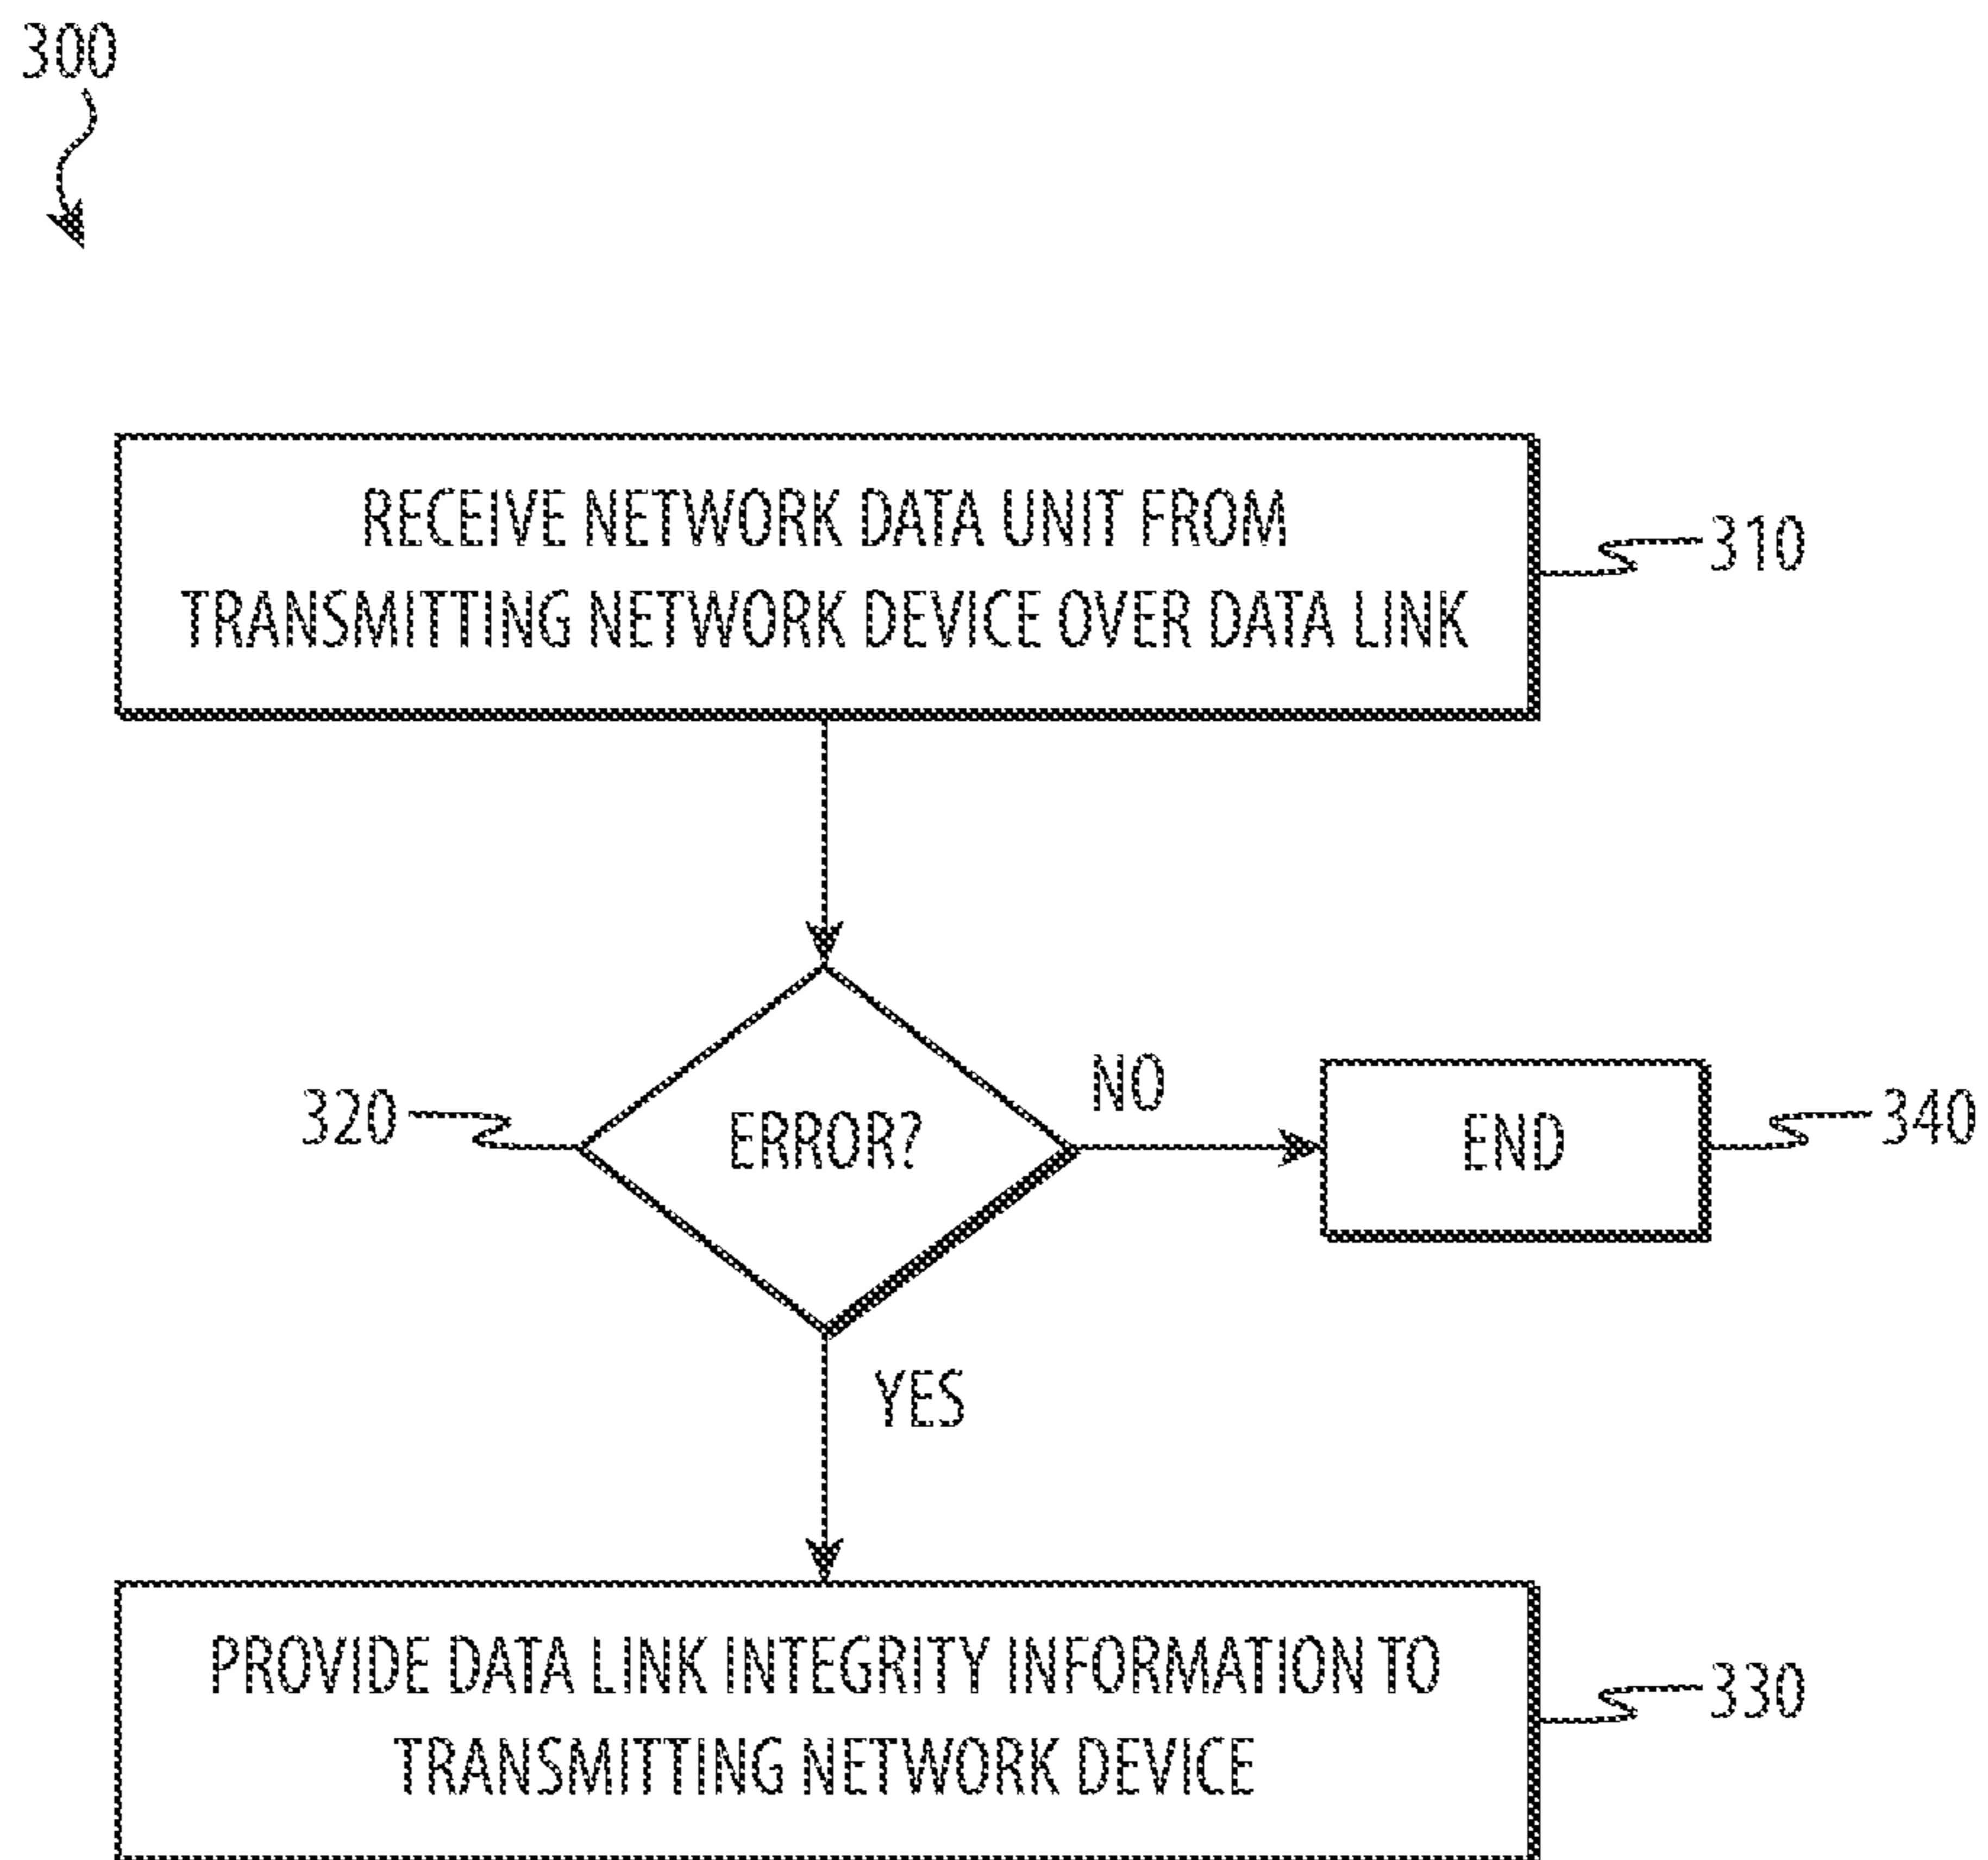 300
RECEIVE NETWORK DATA UNIT FROM
TRANSMITTING NETWORK DEVICE OVER DATA LINK
310
320
ERROR?
NO
END
340
YES
PROVIDE DATA LINK INTEGRITY INFORMATION TO
TRANSMITTING NETWORK DEVICE
330